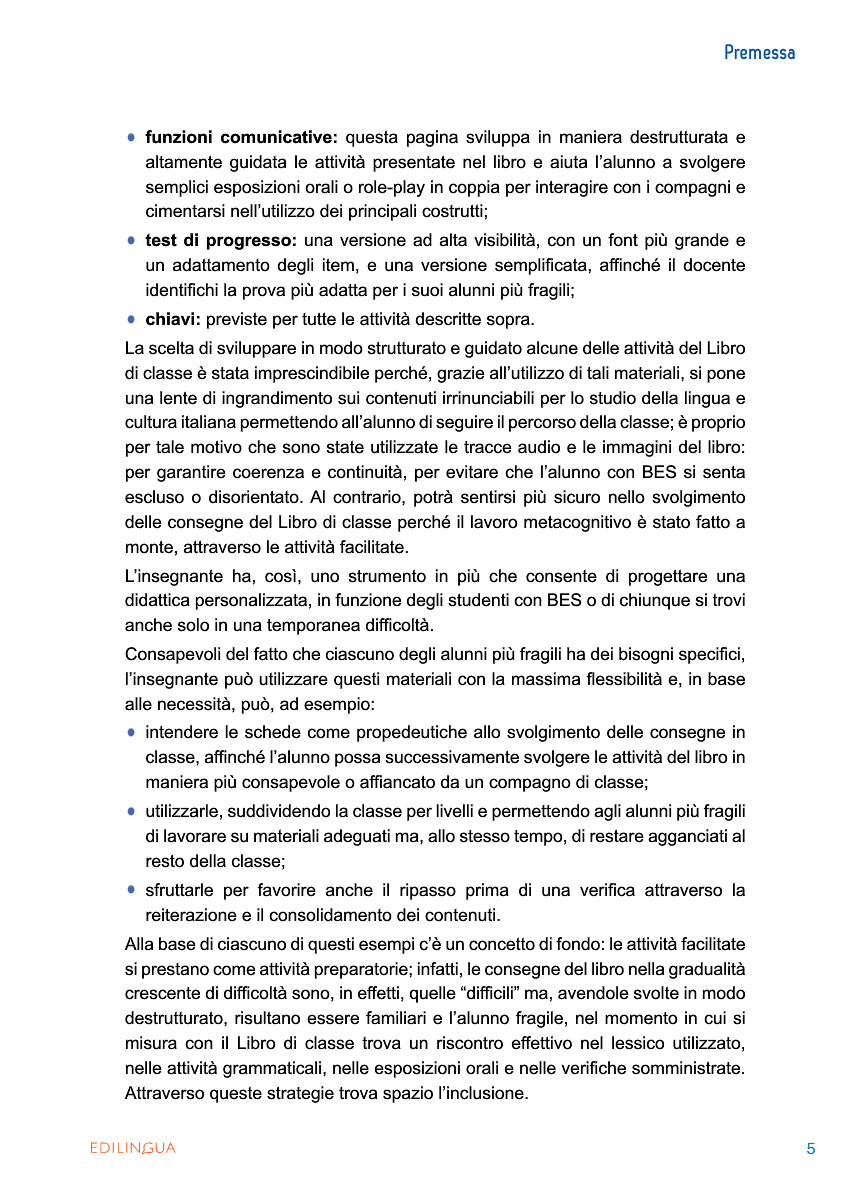 Premessa
• funzioni comunicative: questa pagina sviluppa in maniera destrutturata e
altamente guidata le attività presentate nel libro e aiuta l’alunno a svolgere
semplici esposizioni orali o role-play in coppia per interagire con i compagni e
cimentarsi nell’utilizzo dei principali costrutti;
• test di progresso: una versione ad alta visibilità, con un font più grande e
un adattamento degli item, e una versione semplificata, affinché il docente
identifichi la prova più adatta per i suoi alunni più fragili;
• chiavi: previste per tutte le attività descritte sopra.
La scelta di sviluppare in modo strutturato e guidato alcune delle attività del Libro
di classe è stata imprescindibile perché, grazie all’utilizzo di tali materiali, si pone
una lente di ingrandimento sui contenuti irrinunciabili per lo studio della lingua e
cultura italiana permettendo all’alunno di seguire il percorso della classe; è proprio
per tale motivo che sono state utilizzate le tracce audio e le immagini del libro:
per garantire coerenza e continuità, per evitare che l’alunno con BES si senta
escluso o disorientato. Al contrario, potrà sentirsi più sicuro nello svolgimento
delle consegne del Libro di classe perché il lavoro metacognitivo è stato fatto a
monte, attraverso le attività facilitate.
L’insegnante ha, così, uno strumento in più che consente di progettare una
didattica personalizzata, in funzione degli studenti con BES o di chiunque si trovi
anche solo in una temporanea difficoltà.
Consapevoli del fatto che ciascuno degli alunni più fragili ha dei bisogni specifici,
l’insegnante può utilizzare questi materiali con la massima flessibilità e, in base
alle necessità, può, ad esempio:
• intendere le schede come propedeutiche allo svolgimento delle consegne in
classe, affinché l’alunno possa successivamente svolgere le attività del libro in
maniera più consapevole o affiancato da un compagno di classe;
• utilizzarle, suddividendo la classe per livelli e permettendo agli alunni più fragili
di lavorare su materiali adeguati ma, allo stesso tempo, di restare agganciati al
resto della classe;
• sfruttarle per favorire anche il ripasso prima di una verifica attraverso la
reiterazione e il consolidamento dei contenuti.
Alla base di ciascuno di questi esempi c’è un concetto di fondo: le attività facilitate
si prestano come attività preparatorie; infatti, le consegne del libro nella gradualità
crescente di difficoltà sono, in effetti, quelle “difficili” ma, avendole svolte in modo
destrutturato, risultano essere familiari e l’alunno fragile, nel momento in cui si
misura con il Libro di classe trova un riscontro effettivo nel lessico utilizzato,
nelle attività grammaticali, nelle esposizioni orali e nelle verifiche somministrate.
Attraverso queste strategie trova spazio l’inclusione.
EDILINGUA
5